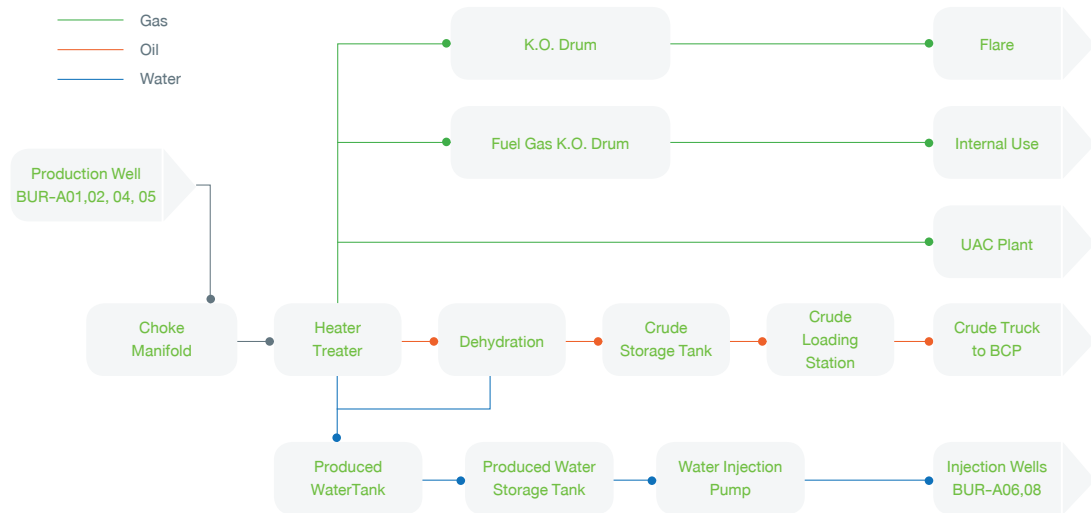 Gas
Oil
Water
K.O. Drum
Flare
Fuel Gas K.O. Drum
Internal Use
Production Well
BUR-A01,02, 04, 05
UAC Plant
Choke
Manifold
Heater
Treater
Dehydration
Crude
Storage Tank
Crude
Loading
Station
Crude Truck
to BCP
Produced
WaterTank
Produced Water
Storage Tank
Water Injection
Pump
Injection Wells
BUR-A06,08